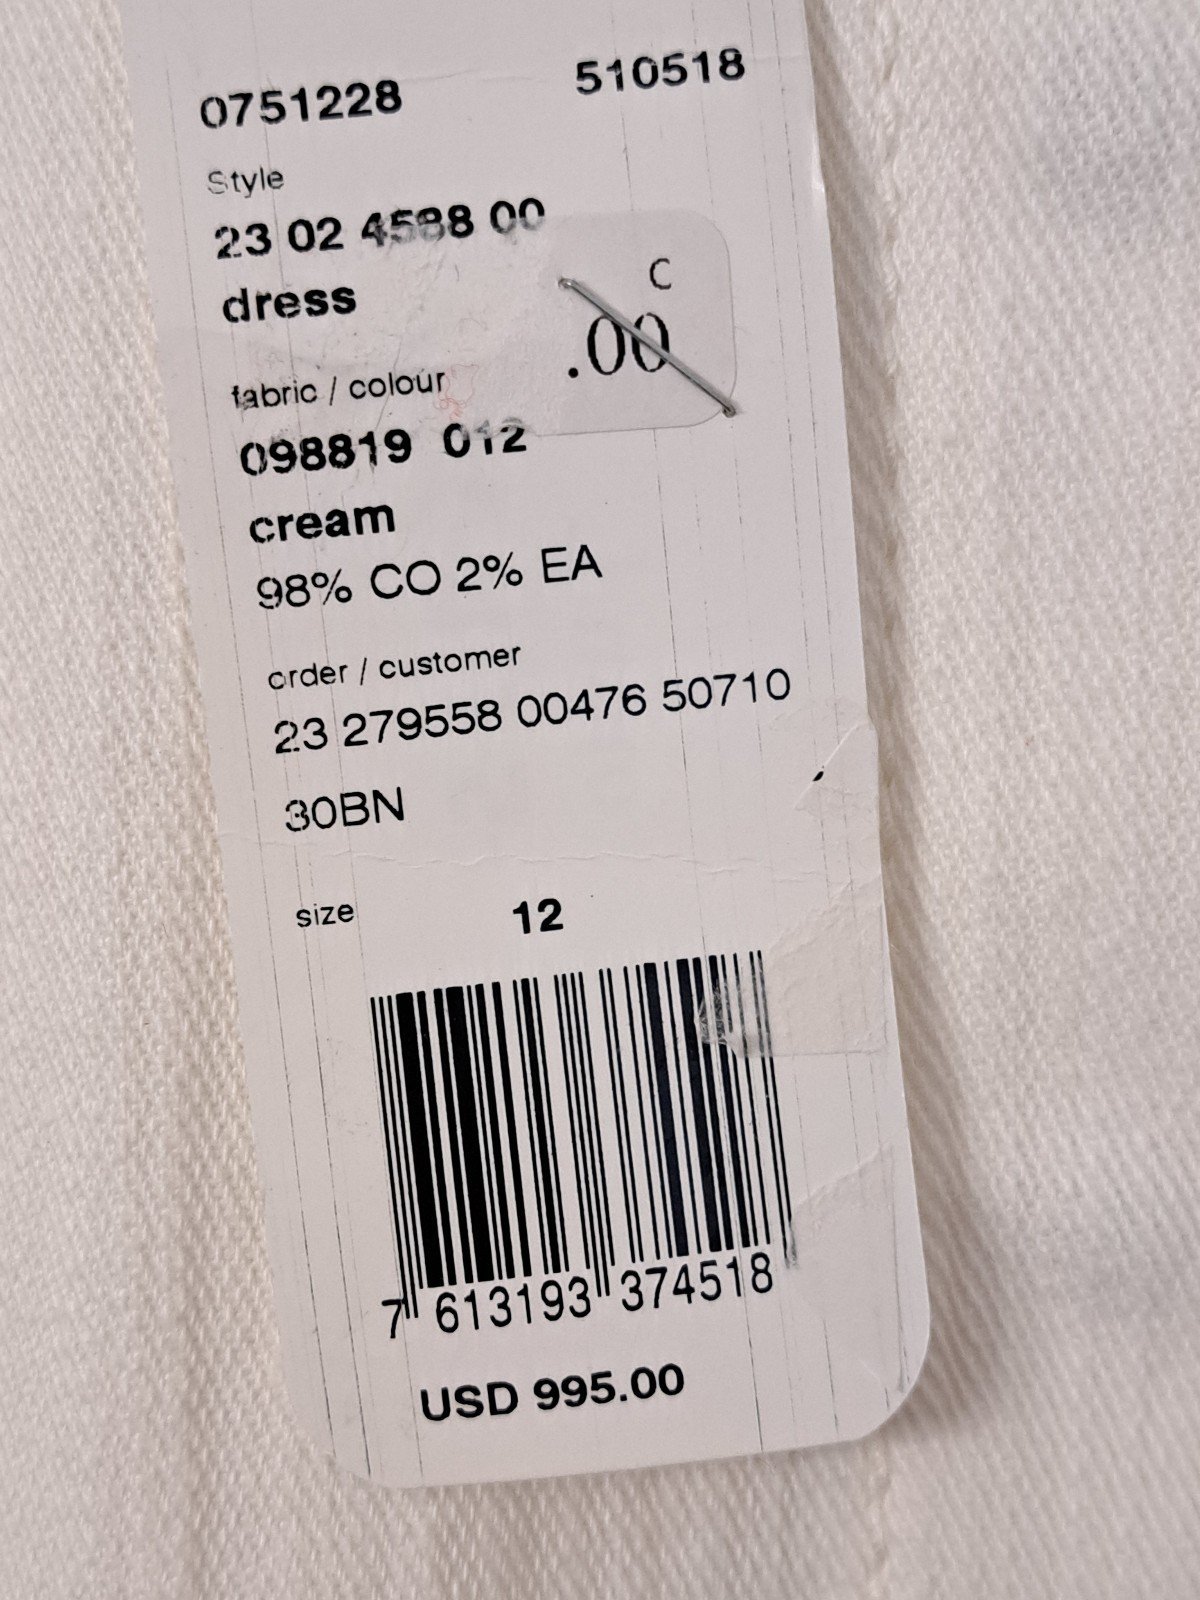 0751228 510518
Style
23 02 4588 00
dress
C
.00
fabric / colour
098819 012
cream
98% CO 2% EA
order / customer
23 279558 00476 50710
30BN
size 12
7 613193 374518
USD 995.00